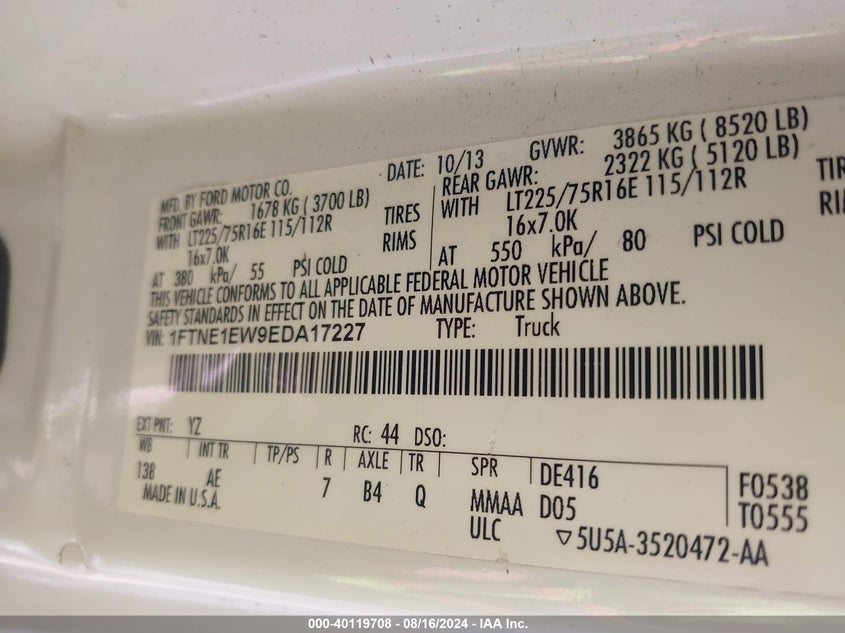 MFD. BY FORD MOTOR CO. DATE: 10/13 GVWR: 3865 KG ( 8520 LB)
FRONT GAWR: 1678 KG ( 3700 LB) REAR GAWR: 2322 KG ( 5120 LB)
WITH LT225/75R16E 115/112R TIRES WITH LT225/75R16E 115/112R
16x7.0K RIMS 16x7.0K
AT 380 kPa/ 55 PSI COLD AT 550 kPa/ 80 PSI COLD
THIS VEHICLE CONFORMS TO ALL APPLICABLE FEDERAL MOTOR VEHICLE
SAFETY STANDARDS IN EFFECT ON THE DATE OF MANUFACTURE SHOWN ABOVE.
VIN: 1FTNE1EW9EDA17227 TYPE: Truck
EXT PNT: YZ RC: 44 DSO:
WB INT TR TP/PS R AXLE TR SPR DE416 F0538
138 AE 7 B4 Q MMAA D05 T0555
MADE IN U.S.A. ULC ▽5U5A-3520472-AA
000-40119708 - 08/16/2024 - IAA Inc.